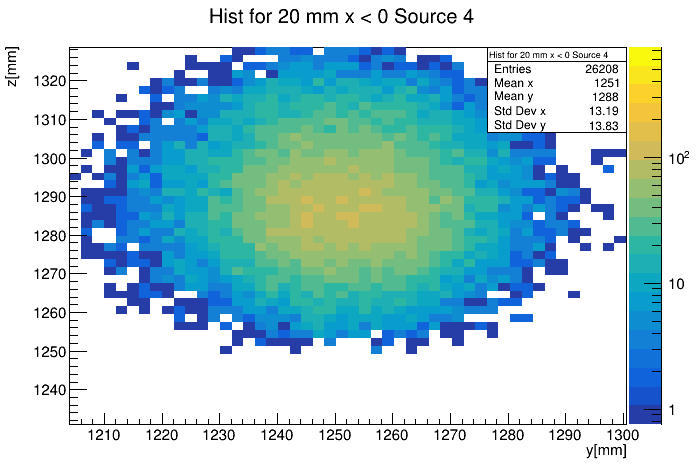 Hist for 20 mm x < 0 Source 4
z[mm]
Hist for 20 mm x < 0 Source 4
Entries 26208
Mean x 1251
Mean y 1288
Std Dev x 13.19
Std Dev y 13.83
1320
1310
1300
1290
1280
1270
1260
1250
1240
10²
10
1
1210 1220 1230 1240 1250 1260 1270 1280 1290 1300
y[mm]